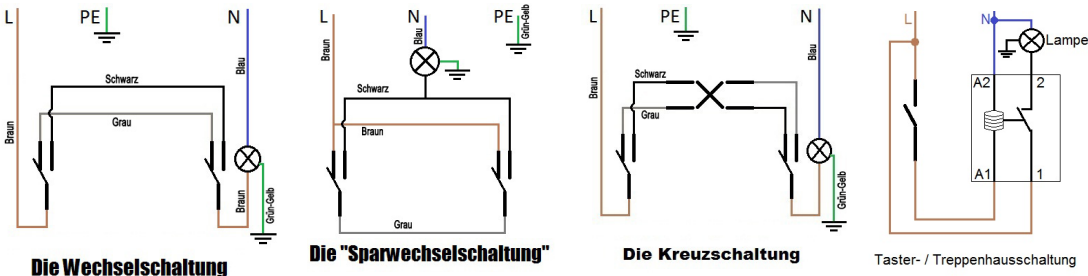 L PE N
Schwarz
Blau
Grau
Braun
Braun
Grün-Gelb
Die Wechselschaltung
N PE
Braun
Blau
Grün-Gelb
Schwarz
Braun
Grau
Die "Sparwechselschaltung"
L PE N
Schwarz
Blau
Braun
Grau
Braun
Grün-Gelb
Die Kreuzschaltung
L N
Lampe
A2 2
A1 1
Taster- / Treppenhausschaltung